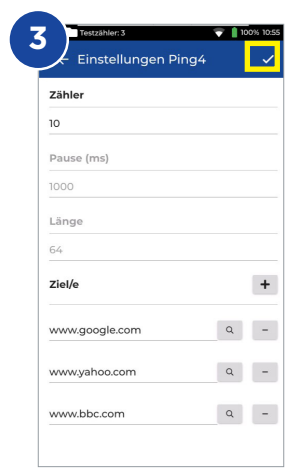 3
Testzähler: 3
100% 10:55
Einstellungen Ping4
Zähler
10
Pause (ms)
1000
Länge
64
Ziel/e
+
www.google.com
-
www.yahoo.com
-
www.bbc.com
-